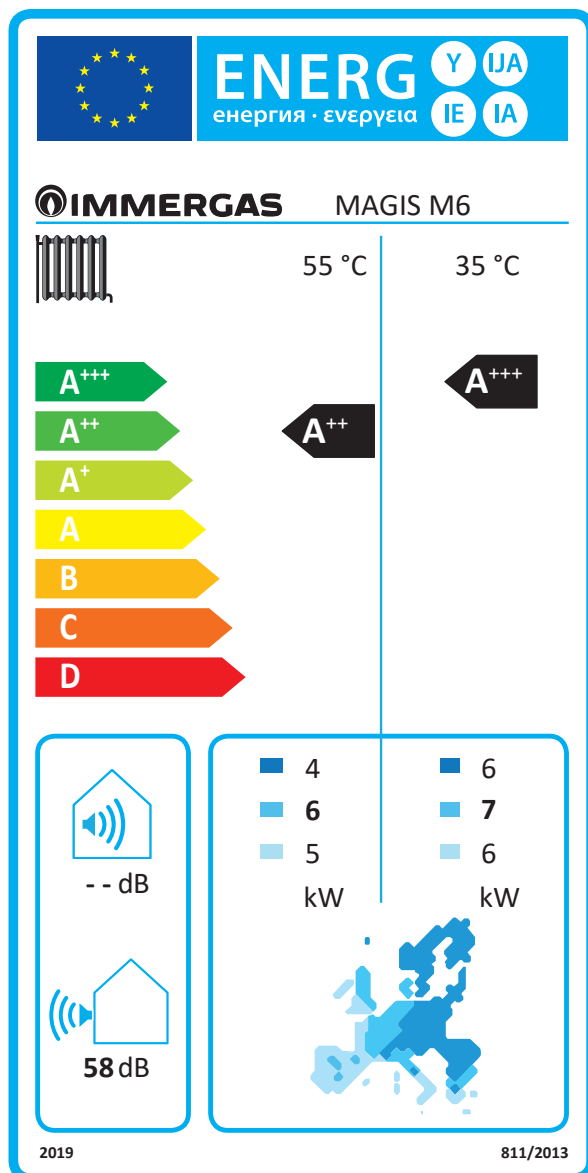 ENERG Y IJA
енергия · ενεργεια IE IA
IMMERGAS MAGIS M6
55 °C 35 °C
A+++ A+++
A++ A++
A+
A
B
C
D
4 6
6 7
5 6
kW kW
-- dB
58 dB
2019 811/2013